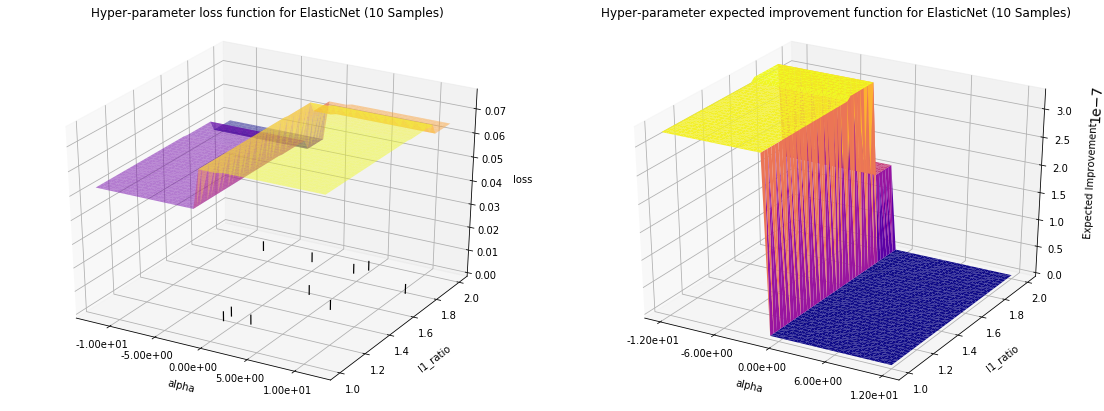 Hyper-parameter loss function for ElasticNet (10 Samples)
0.07
0.06
0.05
0.04
0.03
0.02
0.01
0.00
loss
-1.00e+01
-5.00e+00
0.00e+00
5.00e+00
1.00e+01
alpha
1.0
1.2
1.4
1.6
1.8
2.0
l1_ratio
Hyper-parameter expected improvement function for ElasticNet (10 Samples)
1e−7
3.0
2.5
2.0
1.5
1.0
0.5
0.0
Expected Improvement
-1.20e+01
-6.00e+00
0.00e+00
6.00e+00
1.20e+01
alpha
1.0
1.2
1.4
1.6
1.8
2.0
l1_ratio